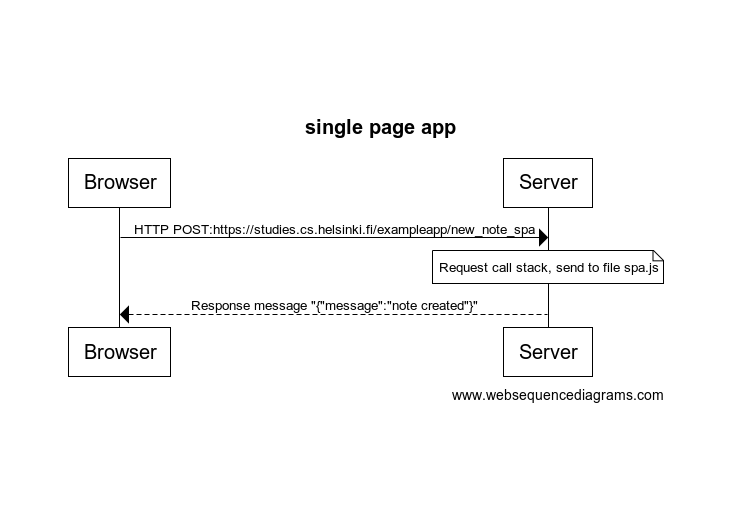 single page app
Browser
Server
HTTP POST:https://studies.cs.helsinki.fi/exampleapp/new_note_spa
Request call stack, send to file spa.js
Response message "{"message":"note created"}"
Browser
Server
www.websequencediagrams.com